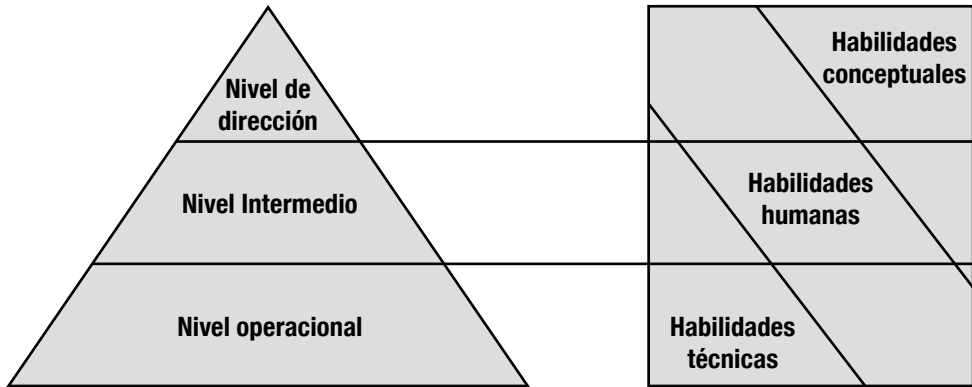 Nivel de
dirección
Nivel Intermedio
Nivel operacional
Habilidades
conceptuales
Habilidades
humanas
Habilidades
técnicas